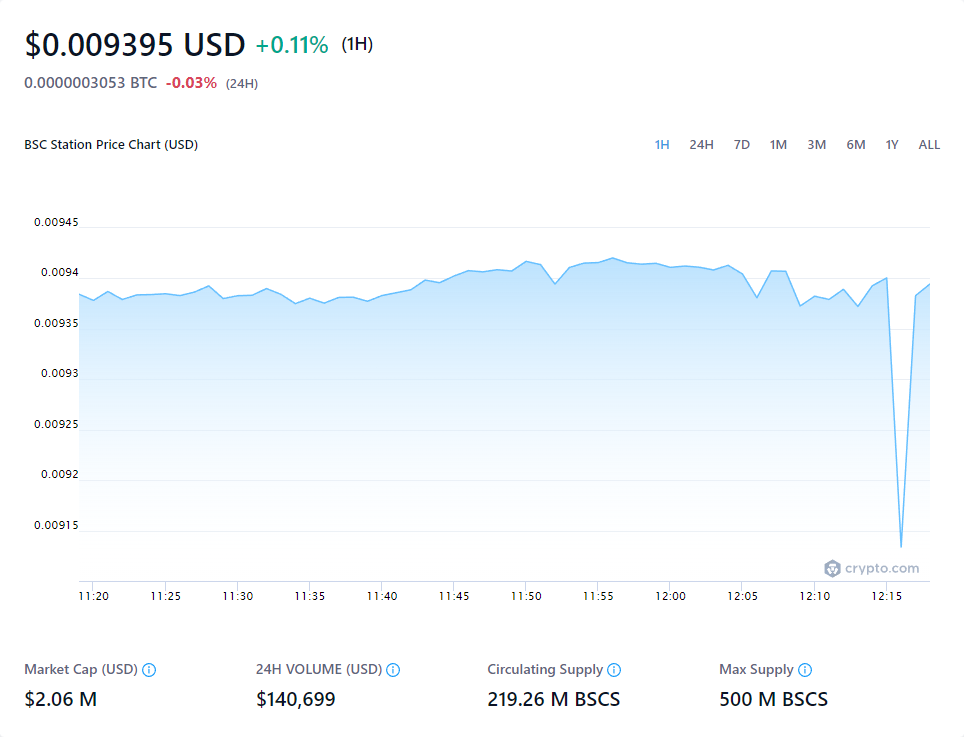 $0.009395 USD +0.11% (1H)
0.0000003053 BTC -0.03% (24H)
BSC Station Price Chart (USD)
1H 24H 7D 1M 3M 6M 1Y ALL
0.00945
0.0094
0.00935
0.0093
0.00925
0.0092
0.00915
crypto.com
11:20 11:25 11:30 11:35 11:40 11:45 11:50 11:55 12:00 12:05 12:10 12:15
Market Cap (USD) 24H VOLUME (USD) Circulating Supply Max Supply
$2.06 M $140,699 219.26 M BSCS 500 M BSCS